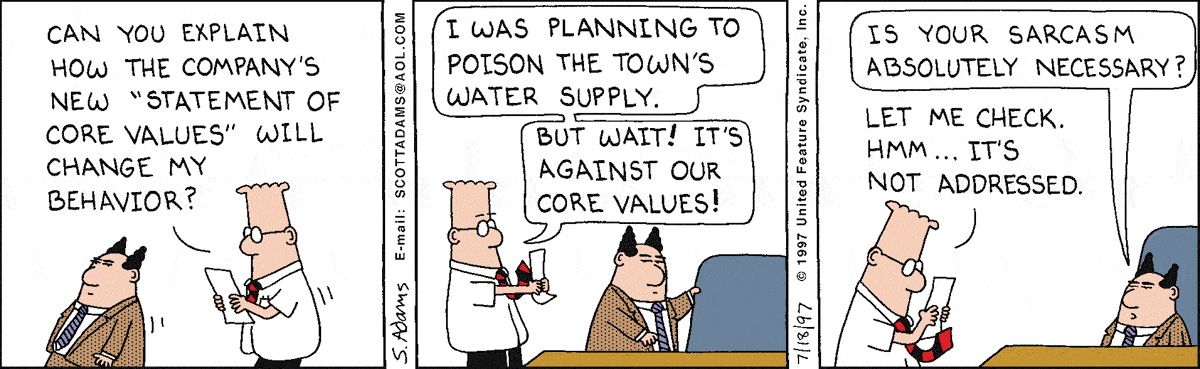 CAN YOU EXPLAIN
HOW THE COMPANY'S
NEW "STATEMENT OF
CORE VALUES" WILL
CHANGE MY
BEHAVIOR?
S. Adams E-mail: SCOTTADAMS@AOL.COM
I WAS PLANNING TO
POISON THE TOWN'S
WATER SUPPLY.
BUT WAIT! IT'S
AGAINST OUR
CORE VALUES!
7/18/97 © 1997 United Feature Syndicate, Inc.
IS YOUR SARCASM
ABSOLUTELY NECESSARY?
LET ME CHECK.
HMM... IT'S
NOT ADDRESSED.